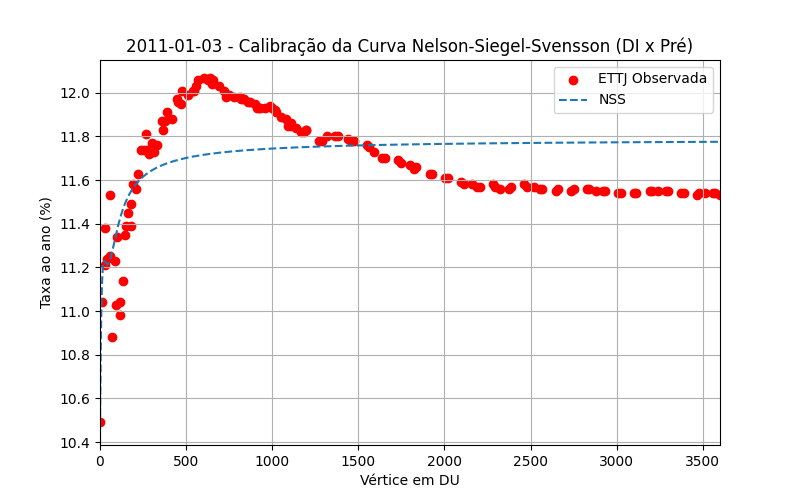 2011-01-03 - Calibração da Curva Nelson-Siegel-Svensson (DI x Pré)
ETTJ Observada
NSS
Taxa ao ano (%)
12.0
11.8
11.6
11.4
11.2
11.0
10.8
10.6
10.4
0 500 1000 1500 2000 2500 3000 3500
Vértice em DU